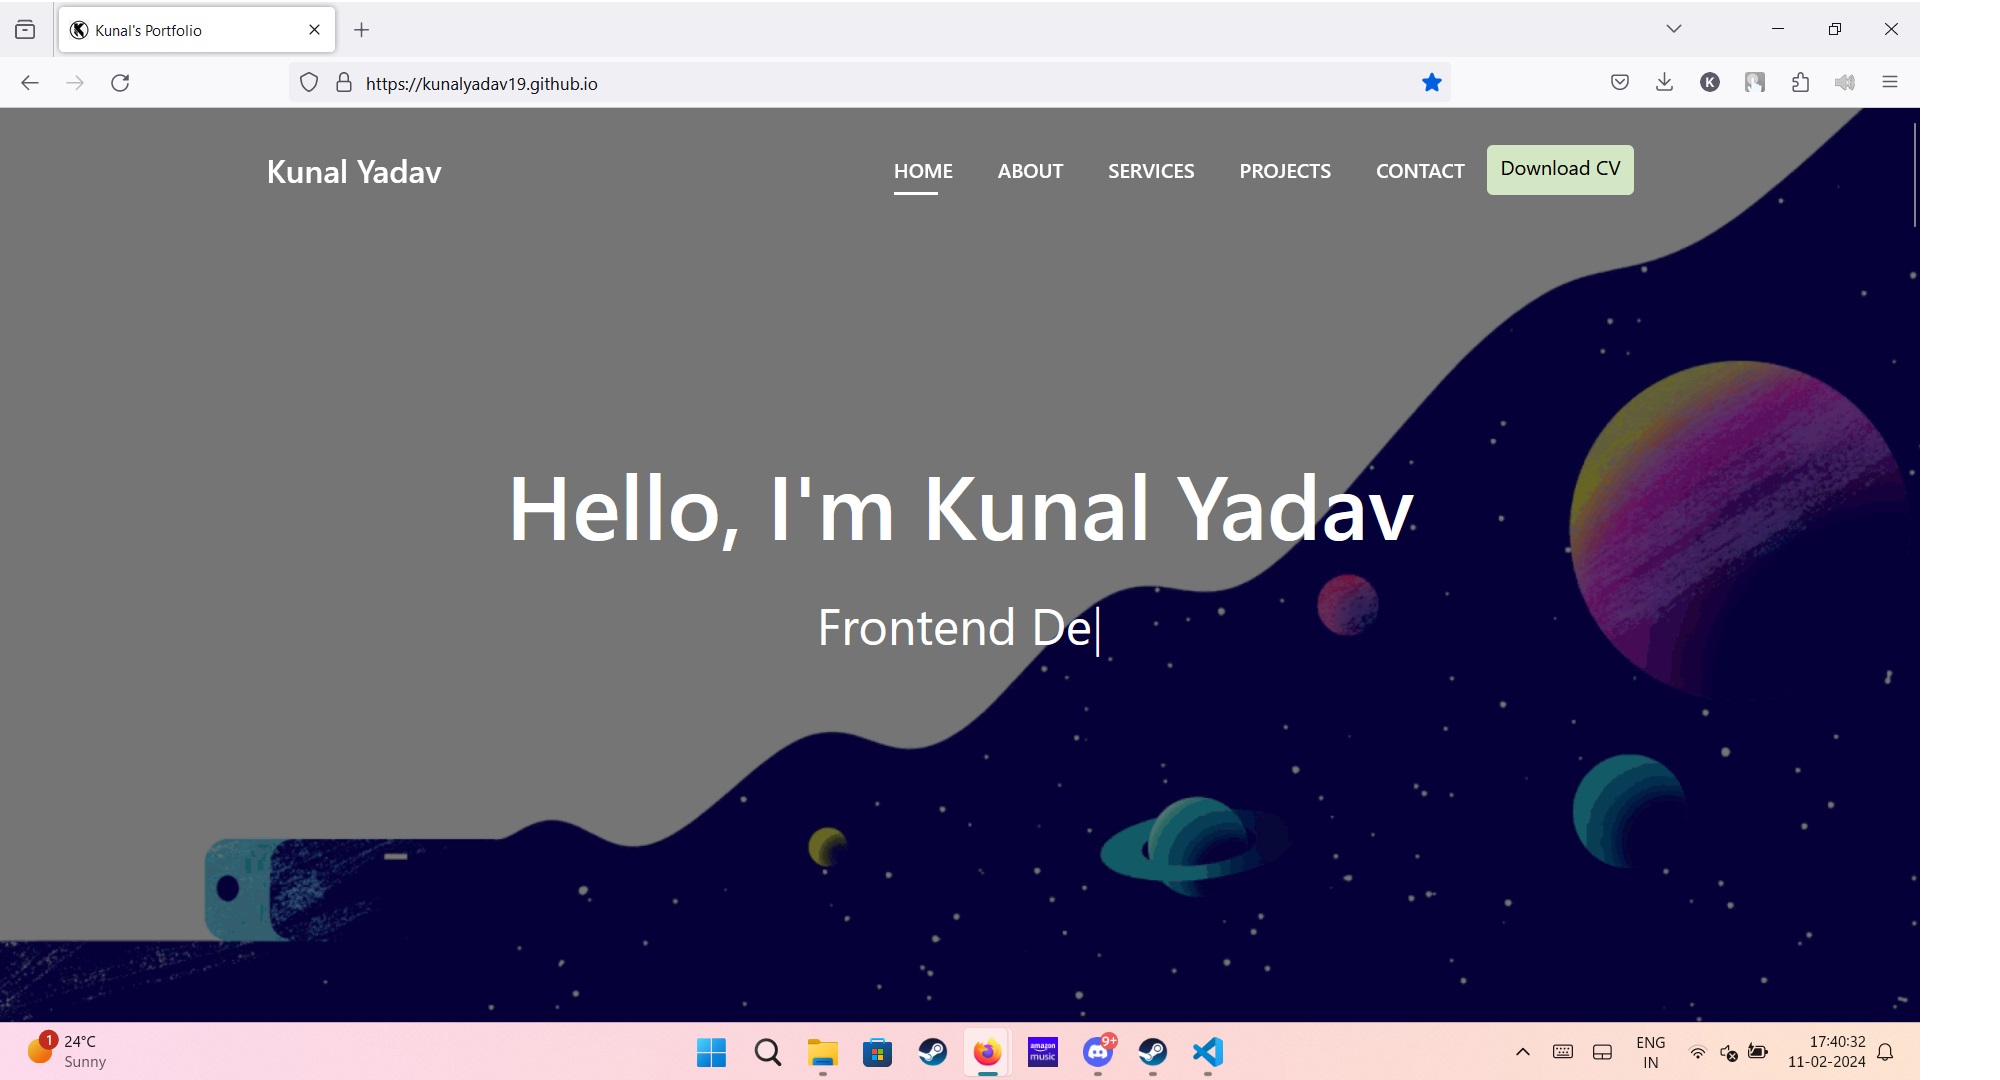 Kunal's Portfolio
https://kunalyadav19.github.io
K
Kunal Yadav
HOME ABOUT SERVICES PROJECTS CONTACT Download CV
Hello, I'm Kunal Yadav
Frontend De|
1
24°C
Sunny
amazon
music
9+
ENG
IN
17:40:32
11-02-2024